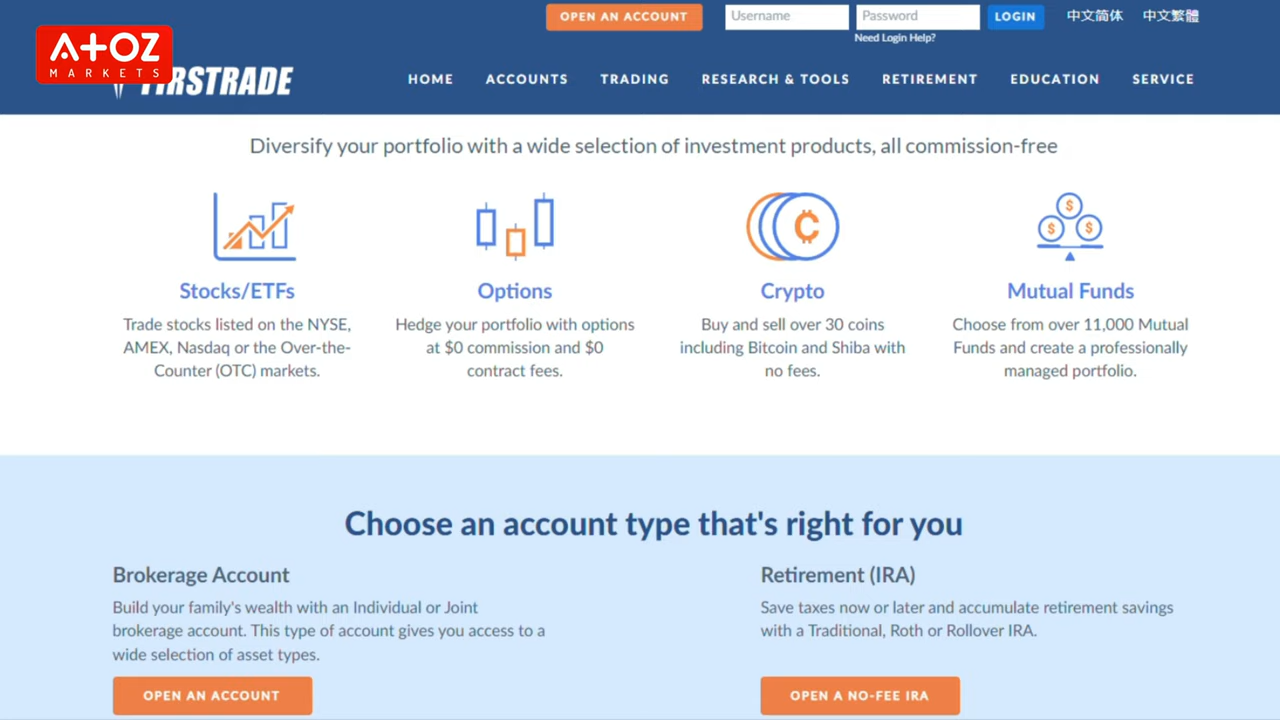 OPEN AN ACCOUNT
Username
Password
LOGIN
中文简体
中文繁體
Need Login Help?
A+OZ
MARKETS
FIRSTRADE
HOME
ACCOUNTS
TRADING
RESEARCH & TOOLS
RETIREMENT
EDUCATION
SERVICE
Diversify your portfolio with a wide selection of investment products, all commission-free
Stocks/ETFs
Trade stocks listed on the NYSE,
AMEX, Nasdaq or the Over-the-
Counter (OTC) markets.
Options
Hedge your portfolio with options
at $0 commission and $0
contract fees.
Crypto
Buy and sell over 30 coins
including Bitcoin and Shiba with
no fees.
Mutual Funds
Choose from over 11,000 Mutual
Funds and create a professionally
managed portfolio.
Choose an account type that's right for you
Brokerage Account
Build your family's wealth with an Individual or Joint
brokerage account. This type of account gives you access to a
wide selection of asset types.
OPEN AN ACCOUNT
Retirement (IRA)
Save taxes now or later and accumulate retirement savings
with a Traditional, Roth or Rollover IRA.
OPEN A NO-FEE IRA